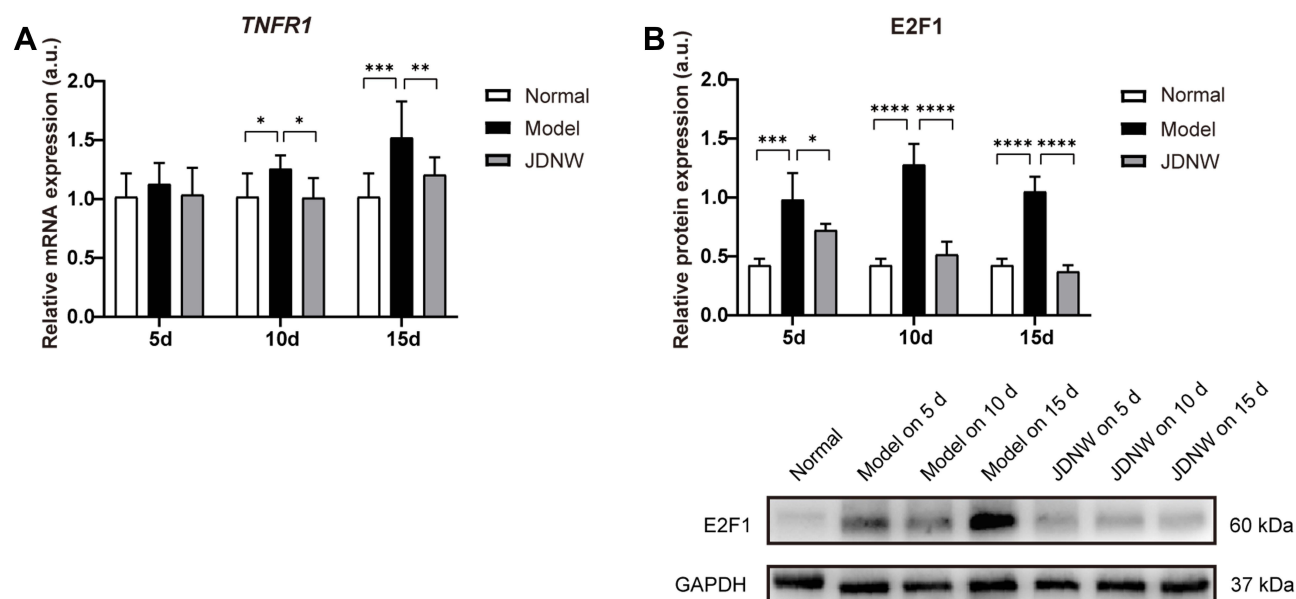 A
TNFR1
Relative mRNA expression (a.u.)
2.0
1.5
1.0
0.5
0.0
*** **
* *
5d 10d 15d
Normal
Model
JDNW
B
E2F1
Relative protein expression (a.u.)
2.0
1.5
1.0
0.5
0.0
*** *
**** ****
**** ****
5d 10d 15d
Normal
Model
JDNW
Normal
Model on 5 d
Model on 10 d
Model on 15 d
JDNW on 5 d
JDNW on 10 d
JDNW on 15 d
E2F1 60 kDa
GAPDH 37 kDa